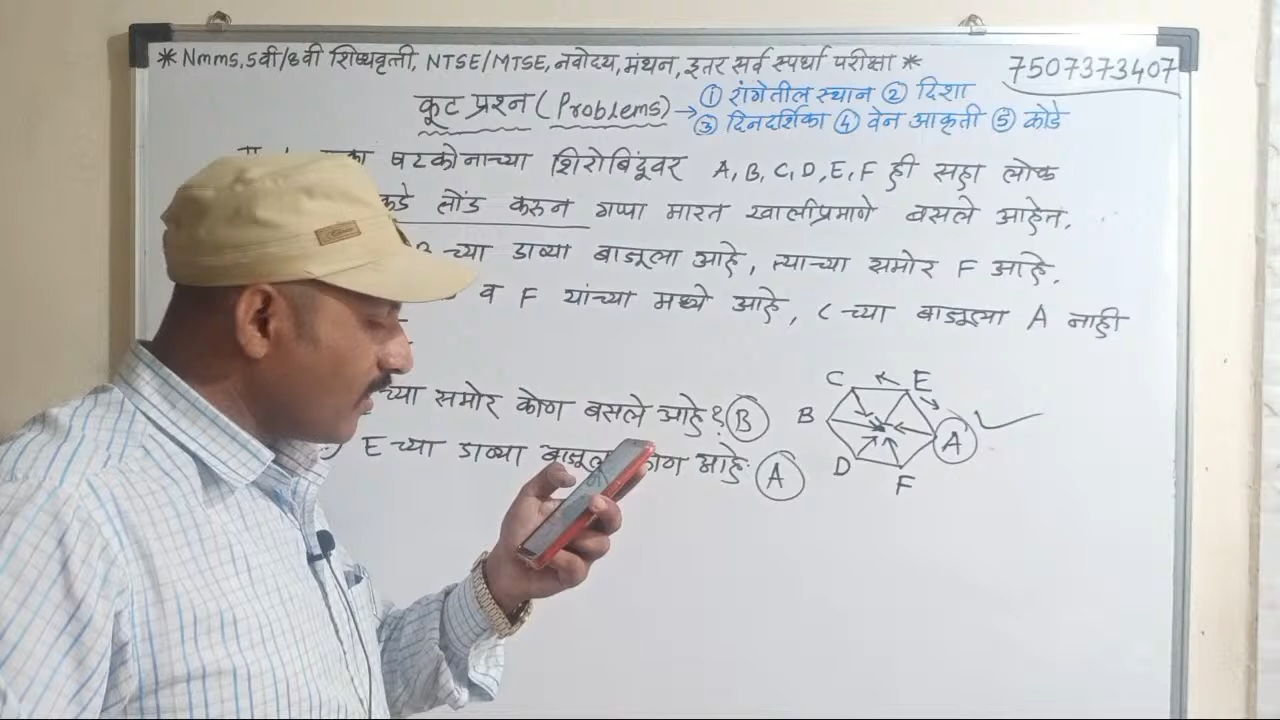 * Nmms, 5वी/8वी शिष्यवृत्ती, NTSE/MTSE, नवोदय, मंथन, इतर सर्व स्पर्धा परीक्षा *
7507373407
कूट प्रश्न (Problems) → ① रांगेतील स्थान ② दिशा
③ दिनदर्शिका ④ वेन आकृती ⑤ कोडे
षटकोनाच्या शिरोबिंदूवर A, B, C, D, E, F ही सहा लोक
कडे तोंड करून गप्पा मारत खालीप्रमाणे बसले आहेत.
च्या डाव्या बाजूला आहे, त्याच्या समोर F आहे.
व F यांच्या मध्ये आहे, C च्या बाजूला A नाही
च्या समोर कोण बसले आहे? B
E च्या डाव्या बाजूला कोण आहे. A
C E
B A
D F